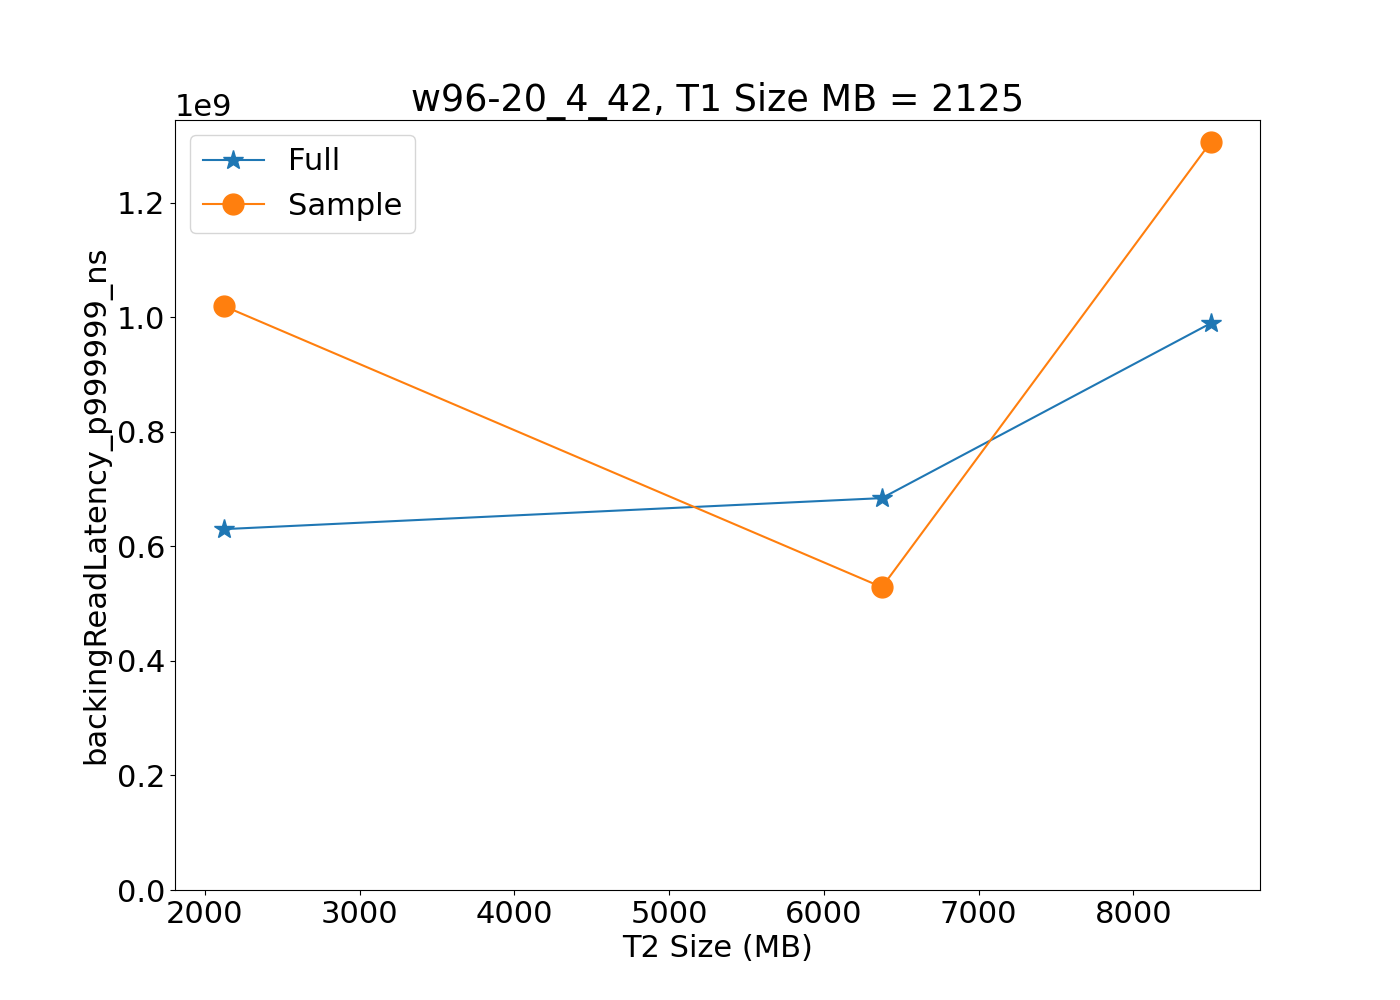 w96-20_4_42, T1 Size MB = 2125
1e9
Full
Sample
1.2
1.0
0.8
0.6
0.4
0.2
0.0
backingReadLatency_p999999_ns
2000 3000 4000 5000 6000 7000 8000
T2 Size (MB)